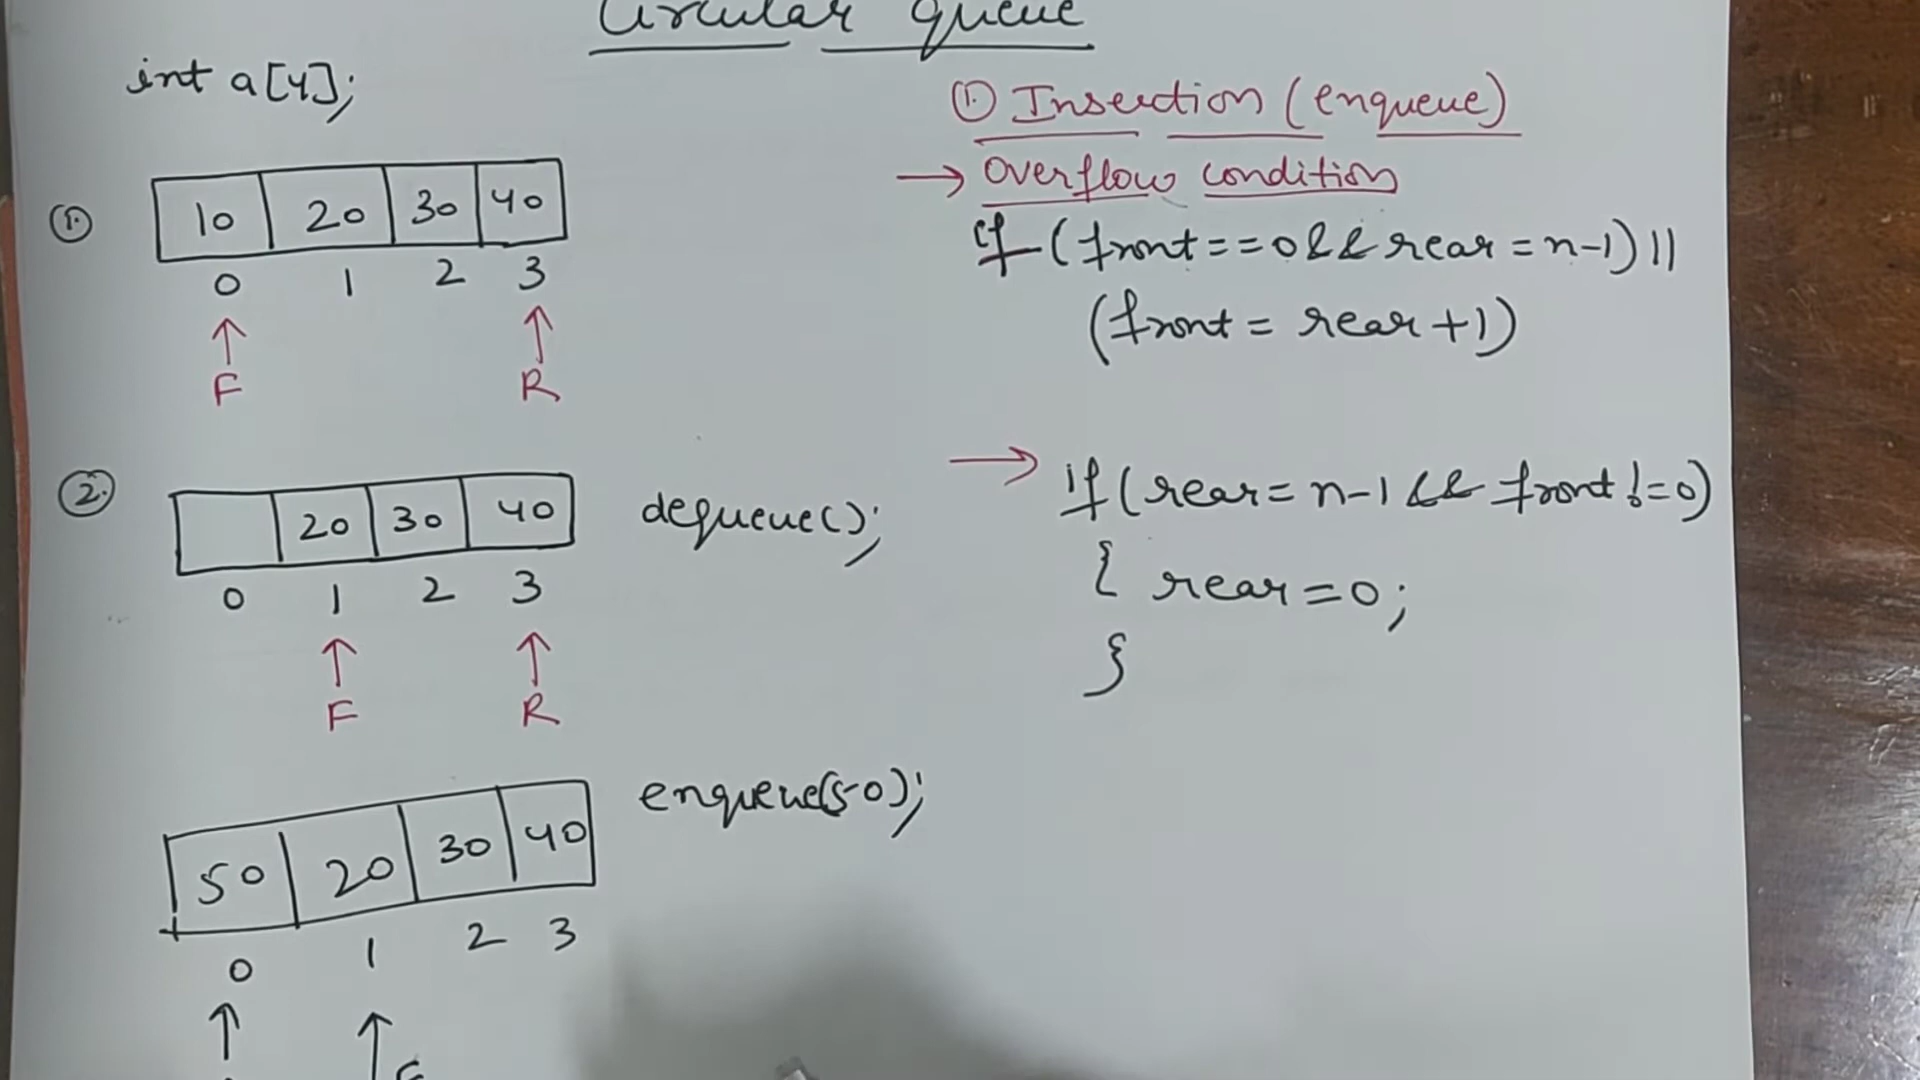 Circular queue
int a[4];
① Insertion (enqueue)
→ Overflow condition
if (front==0 && rear=n-1) ||
(front = rear+1)
①. 10 20 30 40
0 1 2 3
↑ ↑
F R
→ if (rear = n-1 && front != 0)
{ rear=0;
}
②. 20 30 40 dequeue();
0 1 2 3
↑ ↑
F R
50 20 30 40 enqueue(50);
0 1 2 3
↑ ↑